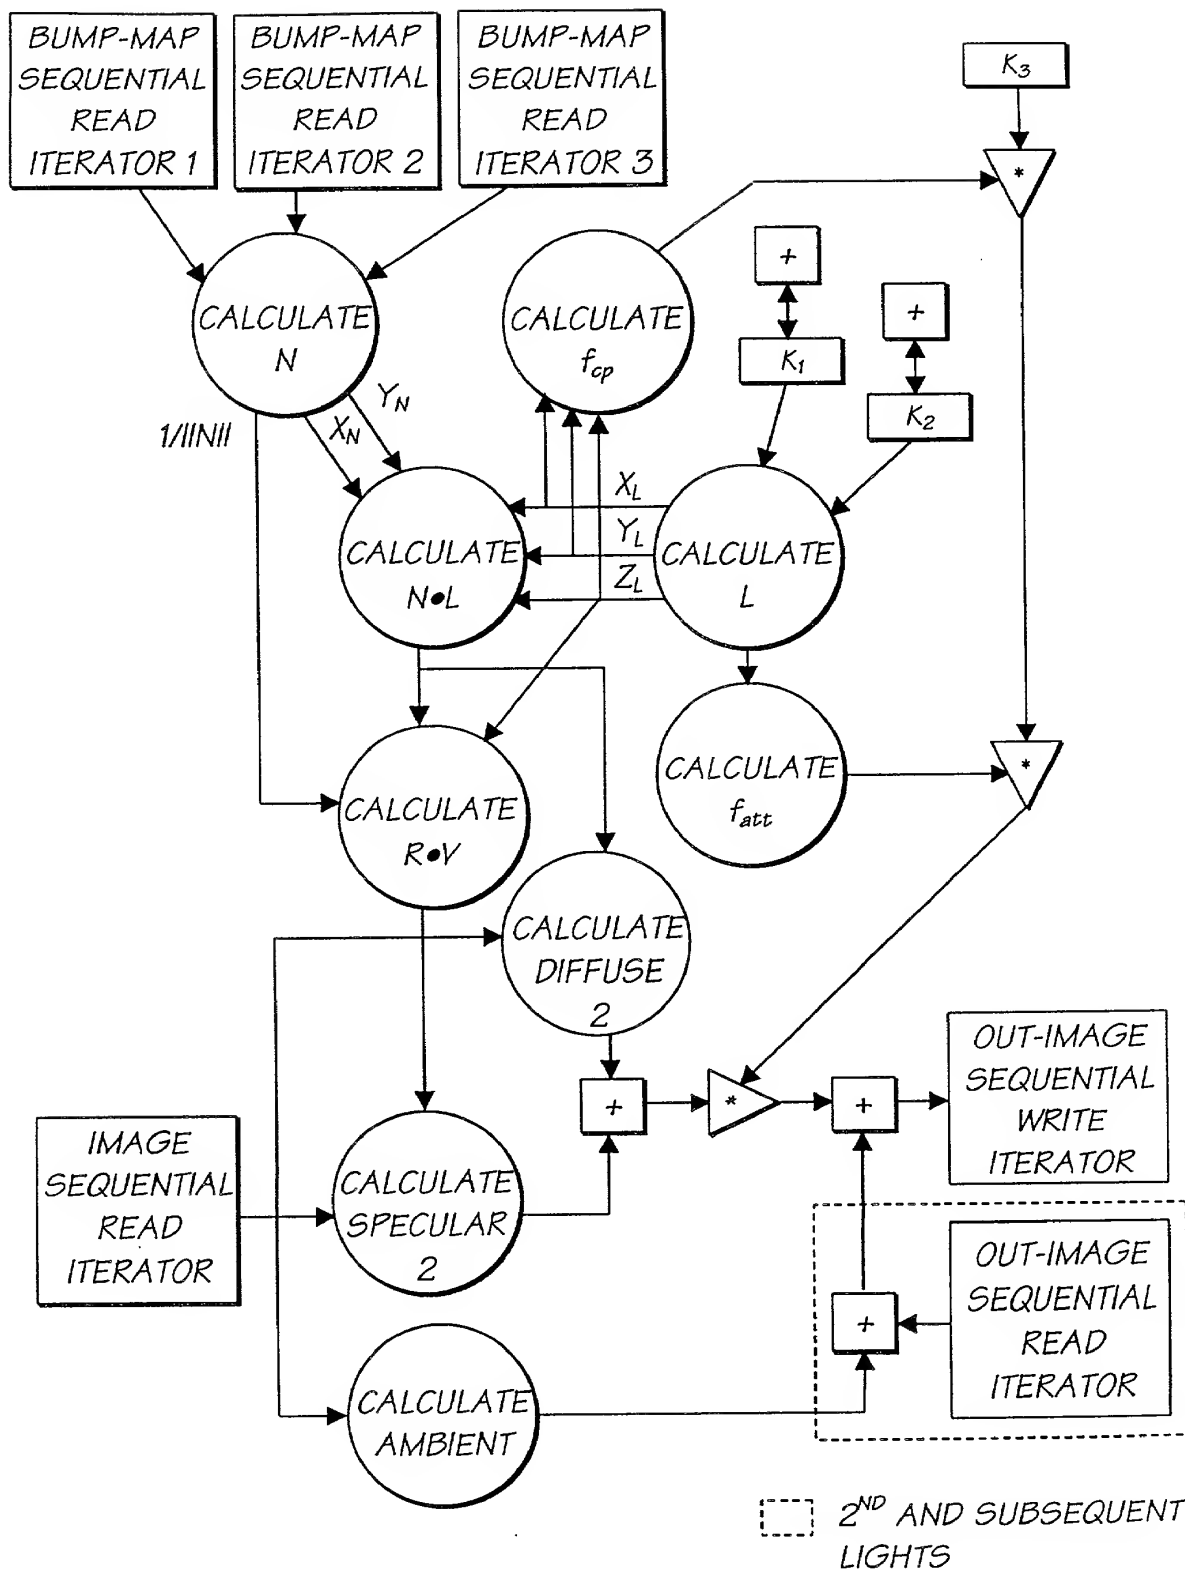 BUMP-MAP
SEQUENTIAL
READ
ITERATOR 1
BUMP-MAP
SEQUENTIAL
READ
ITERATOR 2
BUMP-MAP
SEQUENTIAL
READ
ITERATOR 3
K3
*
CALCULATE
N
CALCULATE
fcp
+
K1
+
K2
1/IINII
XN
YN
CALCULATE
N•L
XL
YL
ZL
CALCULATE
L
CALCULATE
R•V
CALCULATE
fatt
*
CALCULATE
DIFFUSE
2
IMAGE
SEQUENTIAL
READ
ITERATOR
CALCULATE
SPECULAR
2
+
*
+
OUT-IMAGE
SEQUENTIAL
WRITE
ITERATOR
+
OUT-IMAGE
SEQUENTIAL
READ
ITERATOR
CALCULATE
AMBIENT
2ND AND SUBSEQUENT
LIGHTS